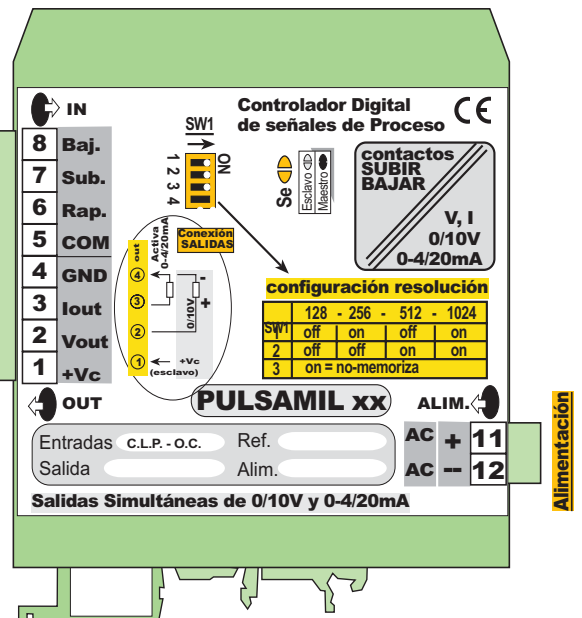 IN
Controlador Digital
de señales de Proceso
CE
SW1
ON
1 2 3 4
Se
Esclavo
Maestro
contactos
SUBIR
BAJAR
V, I
0/10V
0-4/20mA
8 Baj.
7 Sub.
6 Rap.
5 COM
4 GND
3 Iout
2 Vout
1 +Vc
out
Activa
0-4/20mA
Conexión
SALIDAS
4
3
2
1
-
+
0/10V
+Vc
(esclavo)
configuración resolución
128 - 256 - 512 - 1024
SW1
1 off on off on
2 off off on on
3 on = no-memoriza
OUT
PULSAMIL xx
ALIM.
Entradas C.L.P. - O.C. Ref.
Salida Alim.
AC + 11
AC -- 12
Alimentación
Salidas Simultáneas de 0/10V y 0-4/20mA